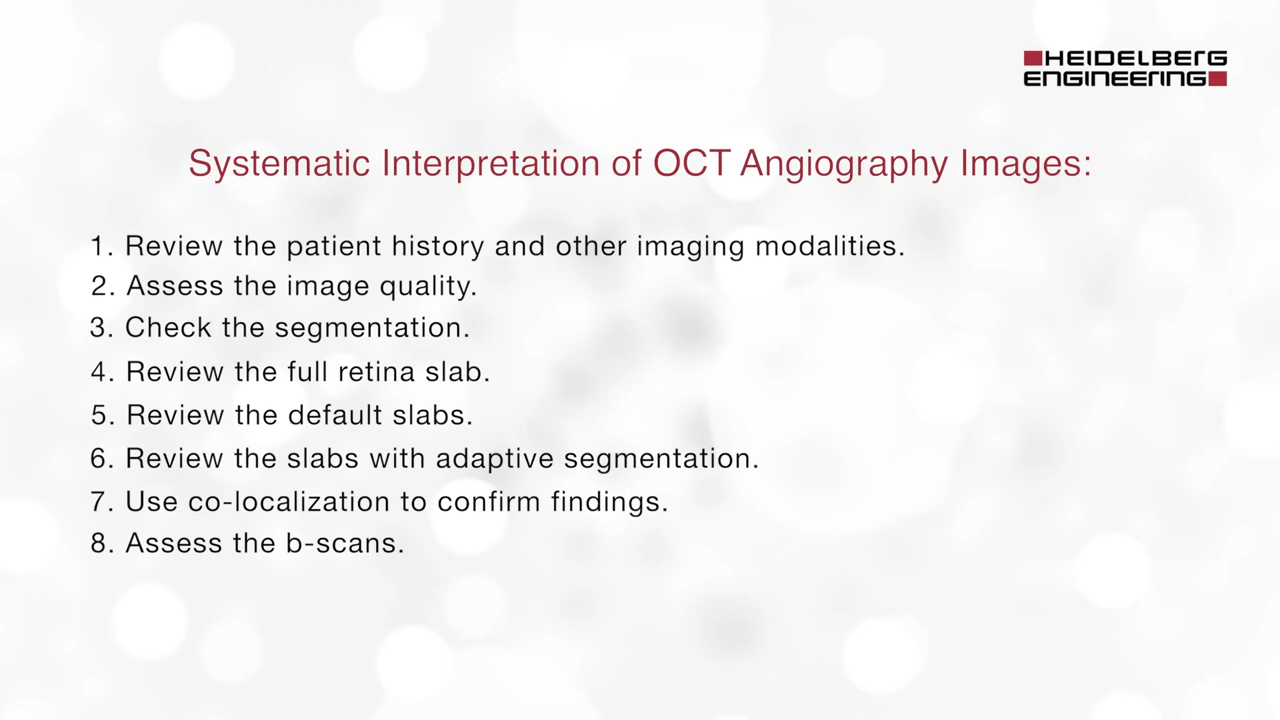 HEIDELBERG
ENGINEERING
Systematic Interpretation of OCT Angiography Images:
1. Review the patient history and other imaging modalities.
2. Assess the image quality.
3. Check the segmentation.
4. Review the full retina slab.
5. Review the default slabs.
6. Review the slabs with adaptive segmentation.
7. Use co-localization to confirm findings.
8. Assess the b-scans.